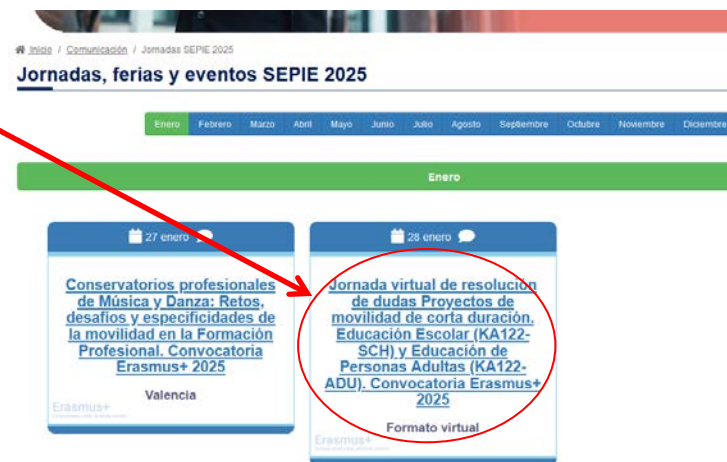 Inicio / Comunicación / Jornadas SEPIE 2025
Jornadas, ferias y eventos SEPIE 2025
Enero Febrero Marzo Abril Mayo Junio Julio Agosto Septiembre Octubre Noviembre Diciembre
Enero
27 enero
Conservatorios profesionales
de Música y Danza: Retos,
desafíos y especificidades de
la movilidad en la Formación
Profesional. Convocatoria
Erasmus+ 2025
Valencia
Erasmus+
28 enero
Jornada virtual de resolución
de dudas Proyectos de
movilidad de corta duración.
Educación Escolar (KA122-
SCH) y Educación de
Personas Adultas (KA122-
ADU). Convocatoria Erasmus+
2025
Formato virtual
Erasmus+